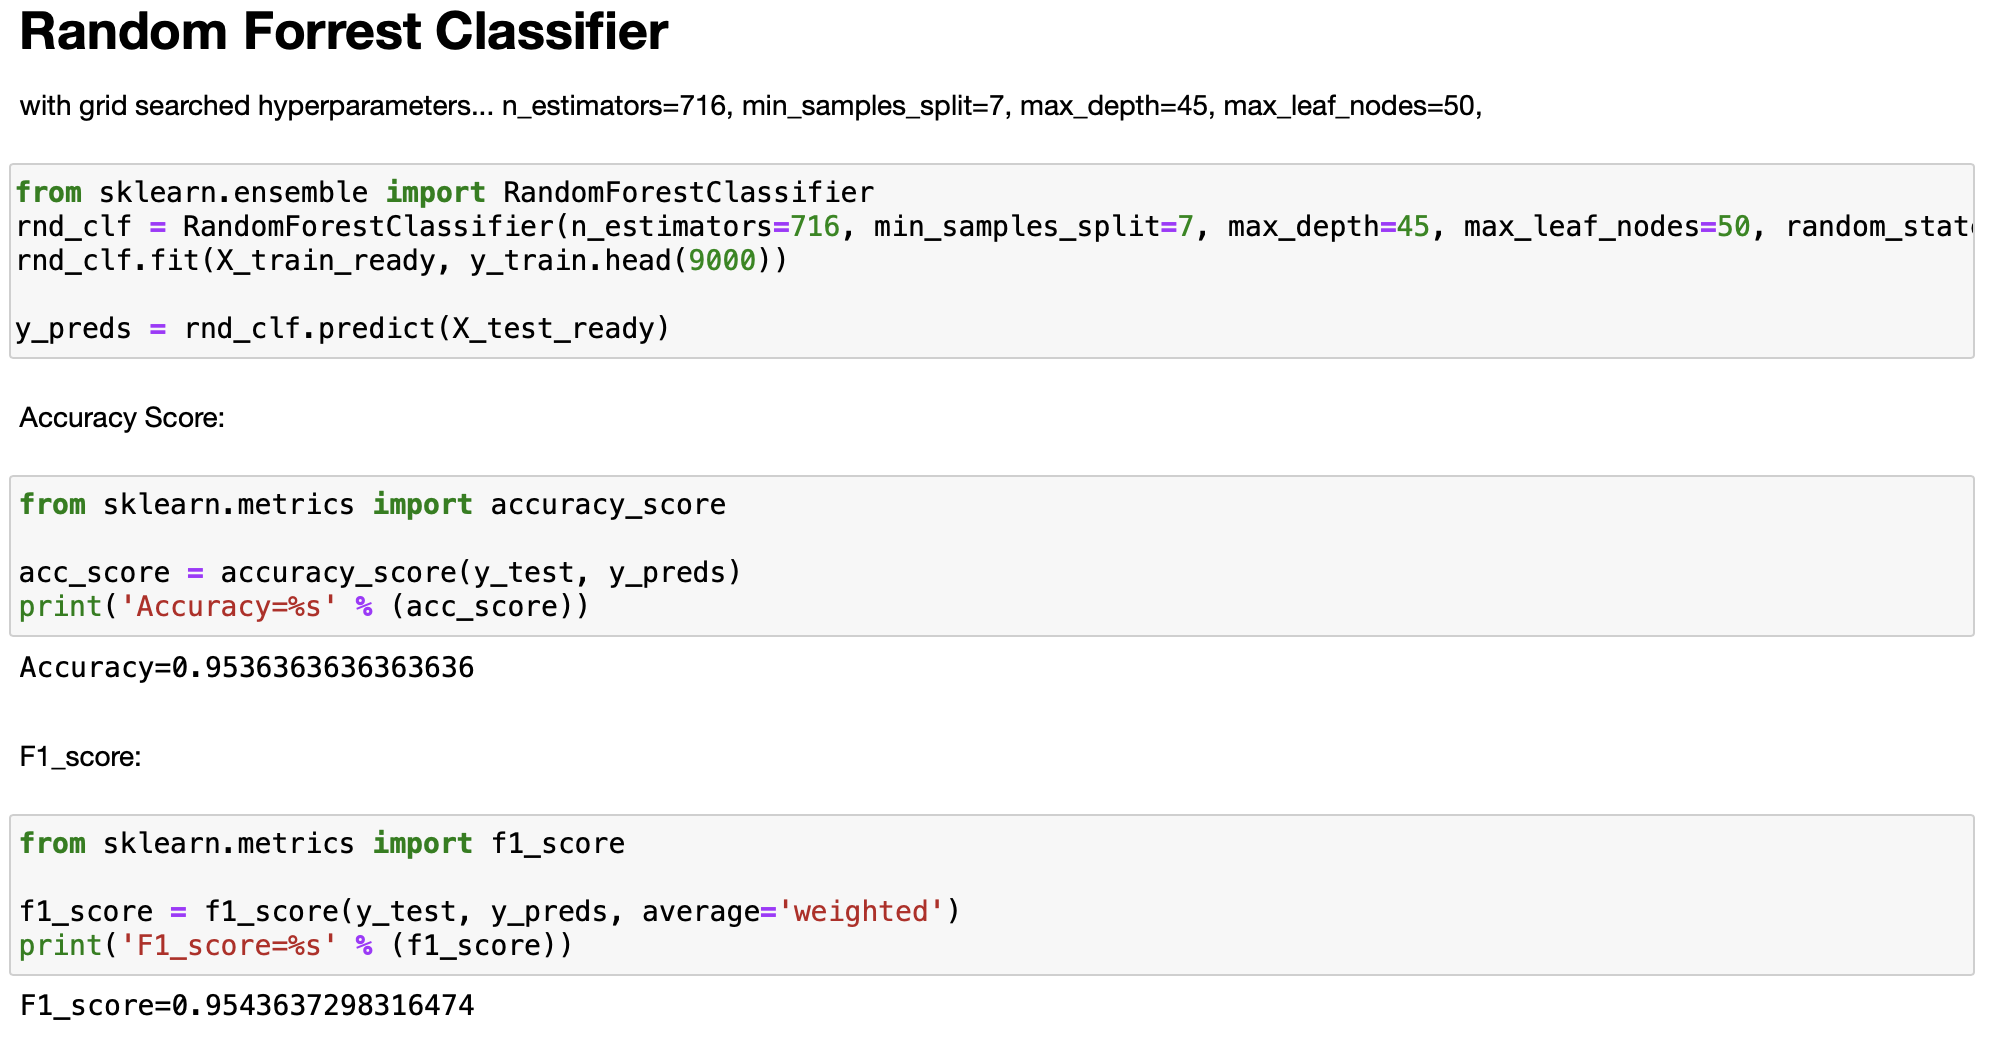 Random Forrest Classifier
with grid searched hyperparameters... n_estimators=716, min_samples_split=7, max_depth=45, max_leaf_nodes=50,
from sklearn.ensemble import RandomForestClassifier
rnd_clf = RandomForestClassifier(n_estimators=716, min_samples_split=7, max_depth=45, max_leaf_nodes=50, random_stat
rnd_clf.fit(X_train_ready, y_train.head(9000))
y_preds = rnd_clf.predict(X_test_ready)
Accuracy Score:
from sklearn.metrics import accuracy_score
acc_score = accuracy_score(y_test, y_preds)
print('Accuracy=%s' % (acc_score))
Accuracy=0.9536363636363636
F1_score:
from sklearn.metrics import f1_score
f1_score = f1_score(y_test, y_preds, average='weighted')
print('F1_score=%s' % (f1_score))
F1_score=0.9543637298316474